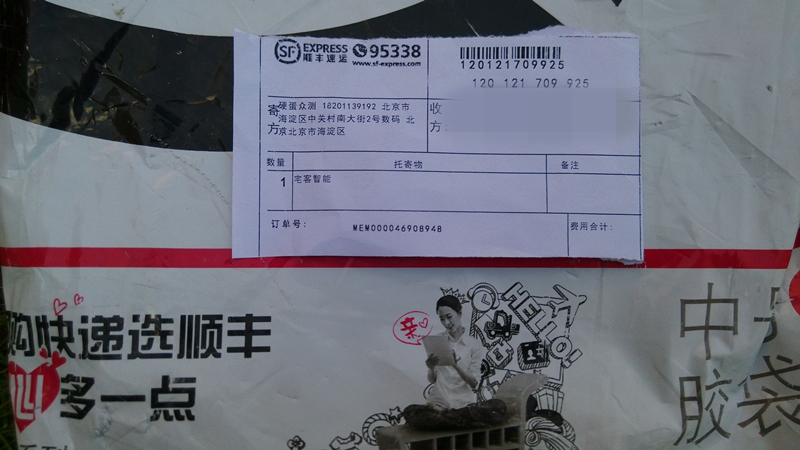 SF EXPRESS 95338
顺丰速运 www.sf-express.com
120121709925
120 121 709 925
寄方
硬蛋众测 18201139192 北京市
海淀区中关村南大街2号数码 北
京北京市海淀区
收方:
数量 托寄物 备注
1 宅客智能
订单号: MEM00004690894B 费用合计:
购快递选顺丰
心多一点
亲
HELLO!
胶袋